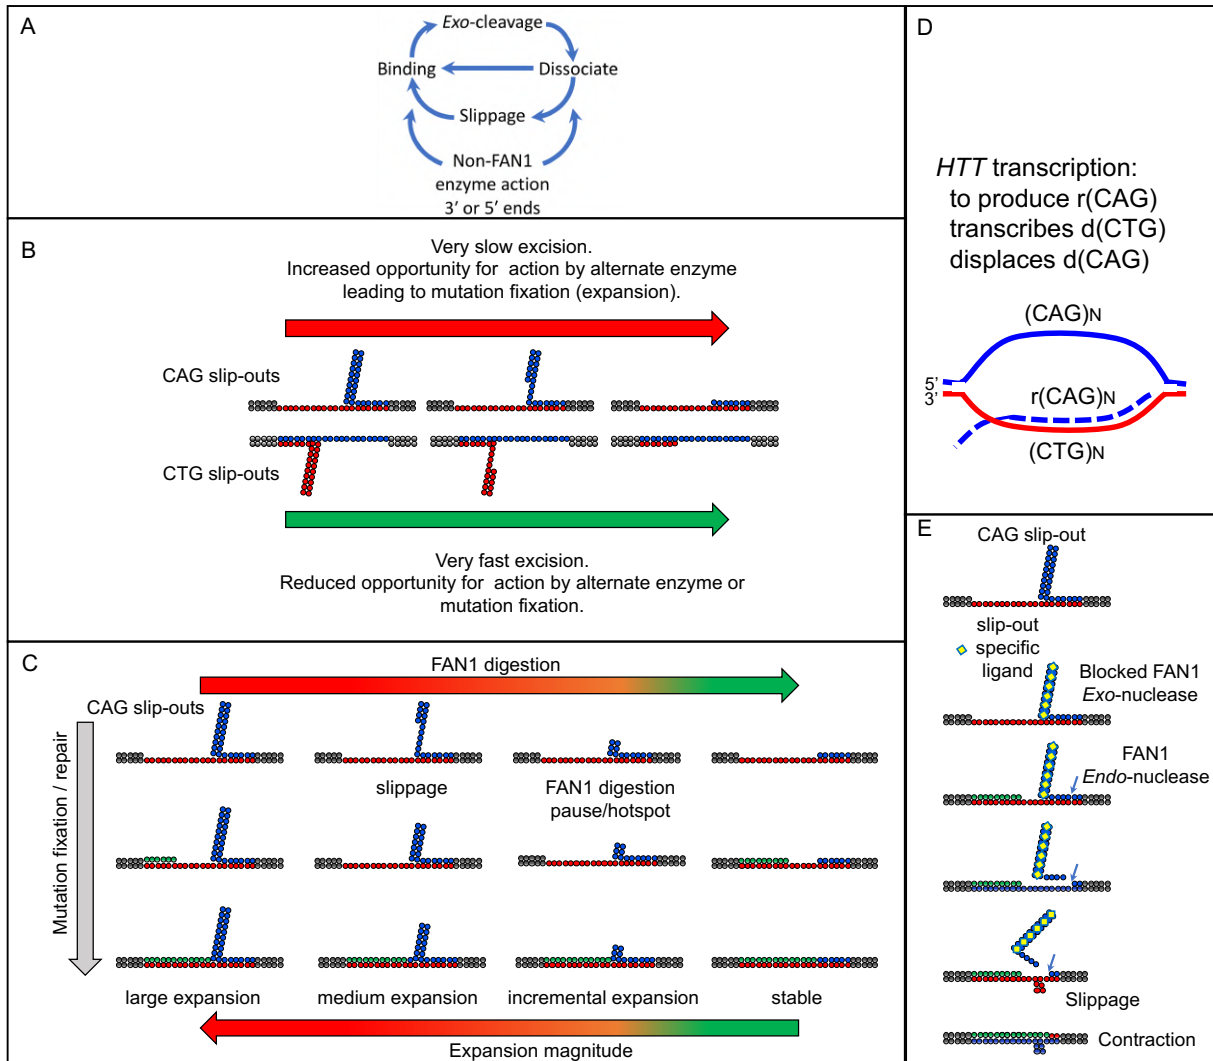 A
Exo-cleavage
Binding
Dissociate
Slippage
Non-FAN1
enzyme action
3' or 5' ends
B
Very slow excision.
Increased opportunity for action by alternate enzyme
leading to mutation fixation (expansion).
CAG slip-outs
CTG slip-outs
Very fast excision.
Reduced opportunity for action by alternate enzyme or
mutation fixation.
C
FAN1 digestion
CAG slip-outs
Mutation fixation / repair
slippage
FAN1 digestion
pause/hotspot
large expansion
medium expansion
incremental expansion
stable
Expansion magnitude
D
HTT transcription:
to produce r(CAG)
transcribes d(CTG)
displaces d(CAG)
(CAG)N
5'
3'
r(CAG)N
(CTG)N
E
CAG slip-out
slip-out
specific
ligand
Blocked FAN1
Exo-nuclease
FAN1
Endo-nuclease
Slippage
Contraction